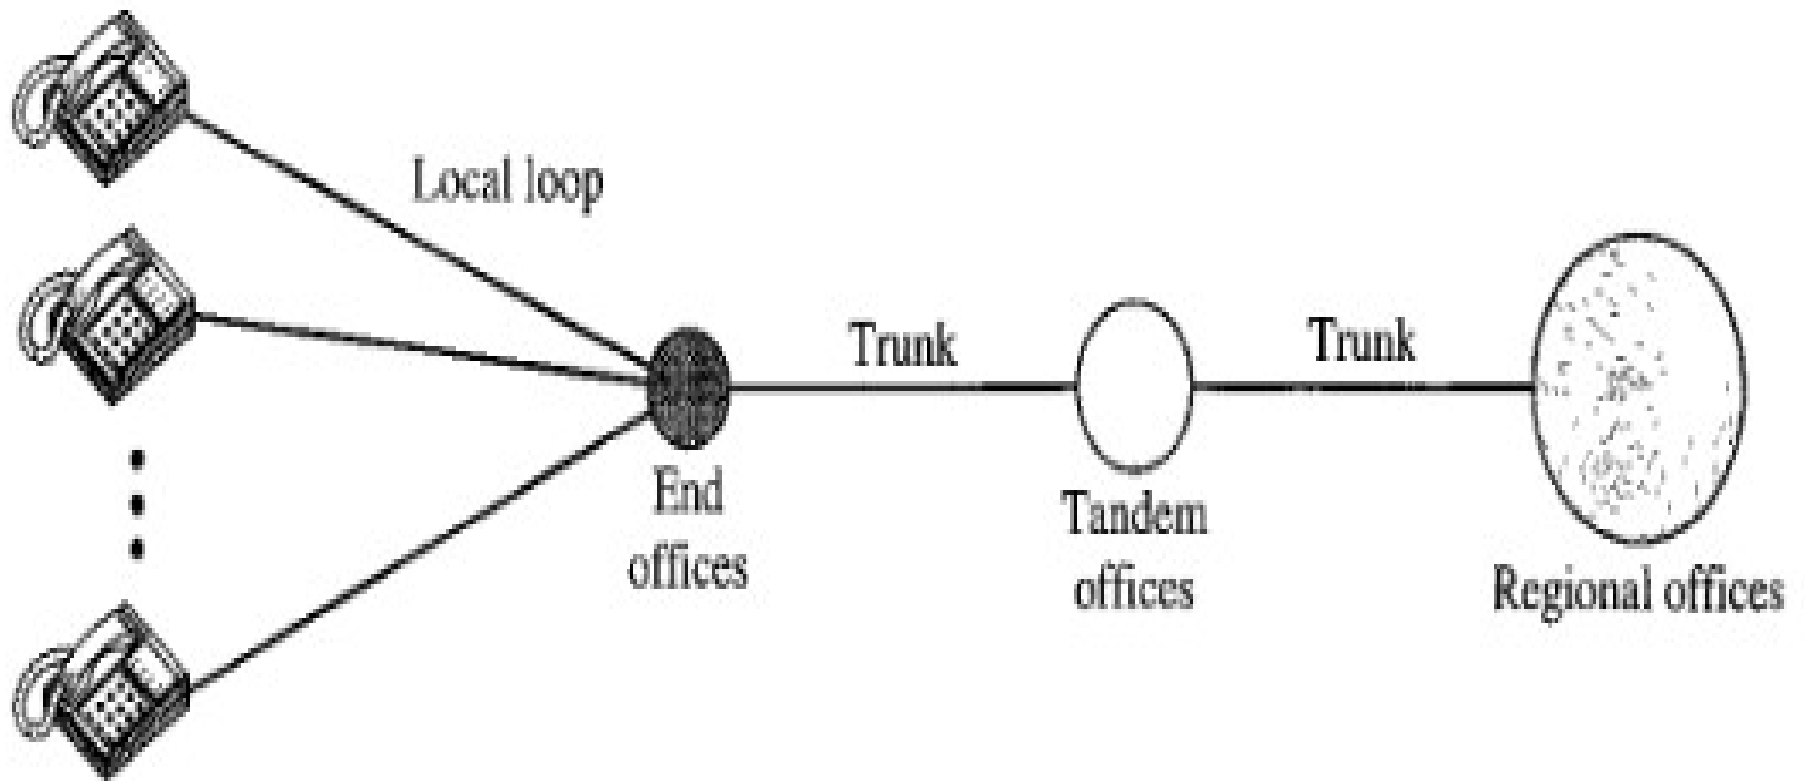 Local loop
Trunk
Trunk
End
offices
Tandem
offices
Regional offices